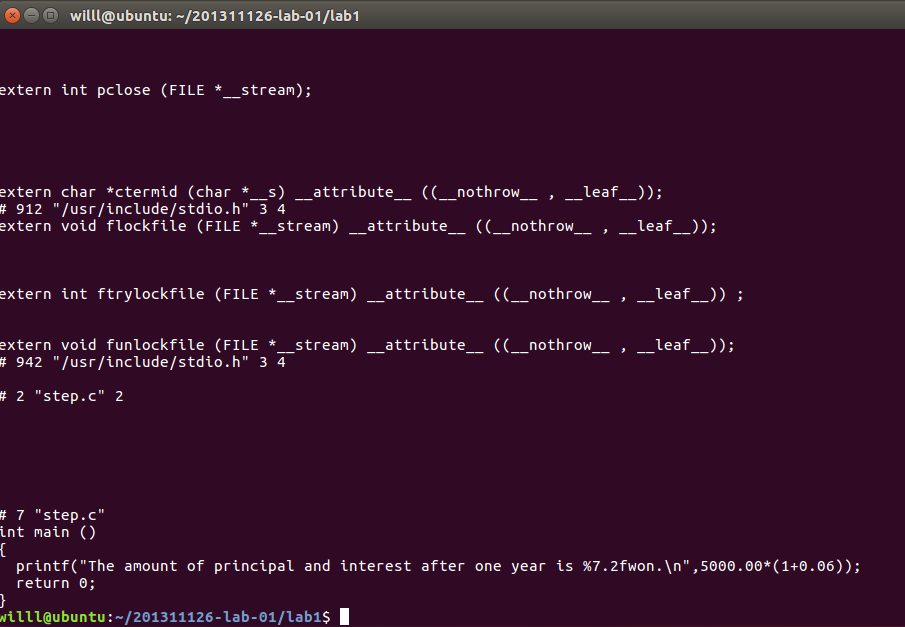 willl@ubuntu: ~/201311126-lab-01/lab1
extern int pclose (FILE *__stream);
extern char *ctermid (char *__s) __attribute__ ((__nothrow__ , __leaf__));
# 912 "/usr/include/stdio.h" 3 4
extern void flockfile (FILE *__stream) __attribute__ ((__nothrow__ , __leaf__));
extern int ftrylockfile (FILE *__stream) __attribute__ ((__nothrow__ , __leaf__)) ;
extern void funlockfile (FILE *__stream) __attribute__ ((__nothrow__ , __leaf__));
# 942 "/usr/include/stdio.h" 3 4
# 2 "step.c" 2
# 7 "step.c"
int main ()
{
  printf("The amount of principal and interest after one year is %7.2fwon.\n",5000.00*(1+0.06));
  return 0;
}
willl@ubuntu:~/201311126-lab-01/lab1$